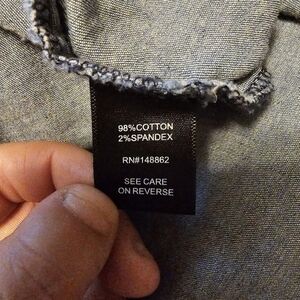 98%COTTON
2%SPANDEX
RN#148862
SEE CARE
ON REVERSE